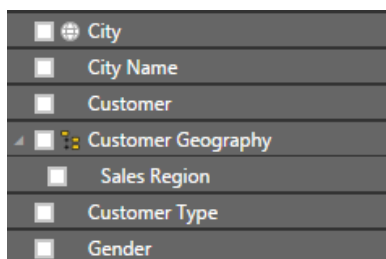 City
City Name
Customer
Customer Geography
Sales Region
Customer Type
Gender